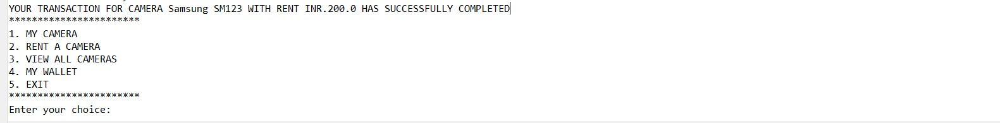 YOUR TRANSACTION FOR CAMERA Samsung SM123 WITH RENT INR.200.0 HAS SUCCESSFULLY COMPLETED
***********************
1. MY CAMERA
2. RENT A CAMERA
3. VIEW ALL CAMERAS
4. MY WALLET
5. EXIT
***********************
Enter your choice: